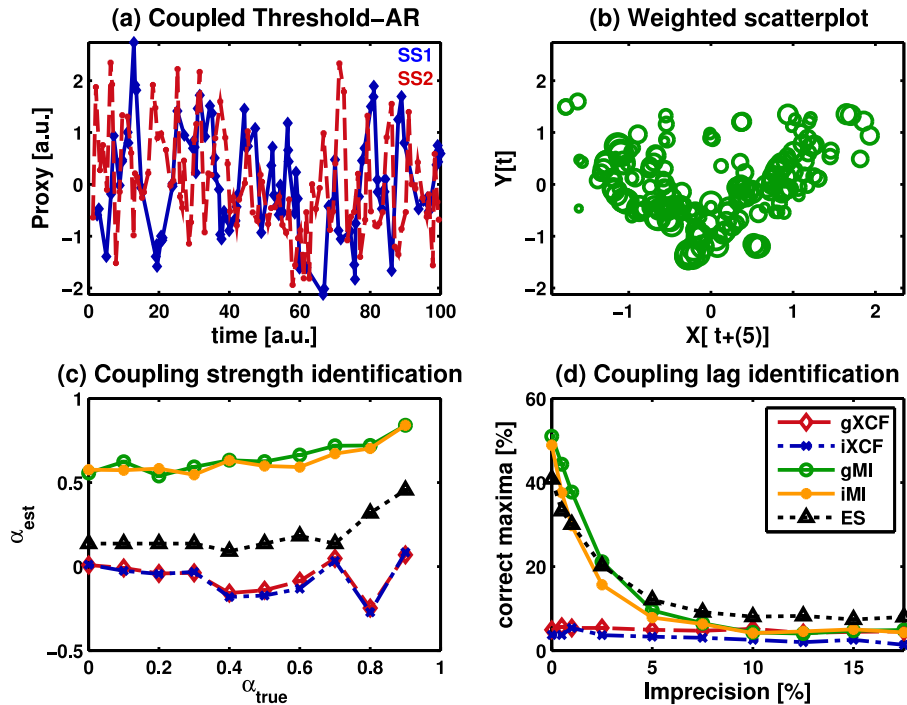 (a) Coupled Threshold−AR
SS1
SS2
Proxy [a.u.]
2
1
0
−1
−2
0 20 40 60 80 100
time [a.u.]
(b) Weighted scatterplot
Y[t]
2
1
0
−1
−2
−1 0 1 2
X[ t+(5)]
(c) Coupling strength identification
αest
1
0.5
0
−0.5
0 0.2 0.4 0.6 0.8 1
αtrue
(d) Coupling lag identification
correct maxima [%]
60
40
20
0
0 5 10 15
Imprecision [%]
gXCF
iXCF
gMI
iMI
ES